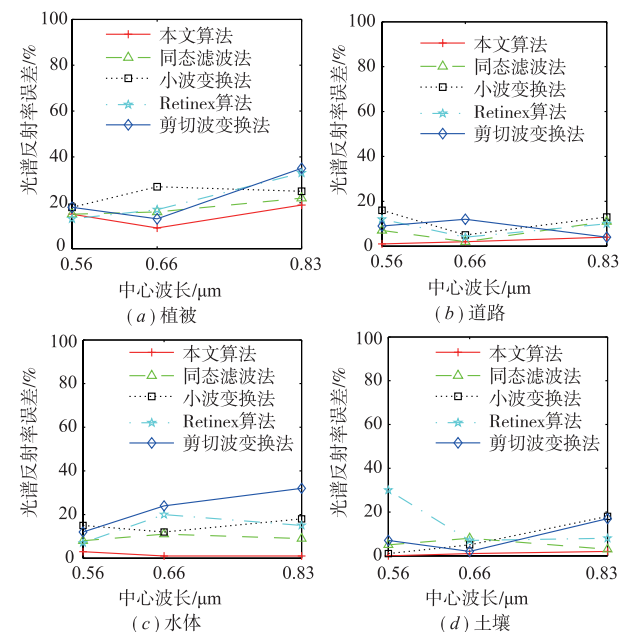 光谱反射率误差/%
100
80
60
40
20
0
本文算法
同态滤波法
小波变换法
Retinex算法
剪切波变换法
0.56 0.66 0.83
中心波长/μm
(a)植被
光谱反射率误差/%
100
80
60
40
20
0
本文算法
同态滤波法
小波变换法
Retinex算法
剪切波变换法
0.56 0.66 0.83
中心波长/μm
(b)道路
光谱反射率误差/%
100
80
60
40
20
0
本文算法
同态滤波法
小波变换法
Retinex算法
剪切波变换法
0.56 0.66 0.83
中心波长/μm
(c)水体
光谱反射率误差/%
100
80
60
40
20
0
本文算法
同态滤波法
小波变换法
Retinex算法
剪切波变换法
0.56 0.66 0.83
中心波长/μm
(d)土壤